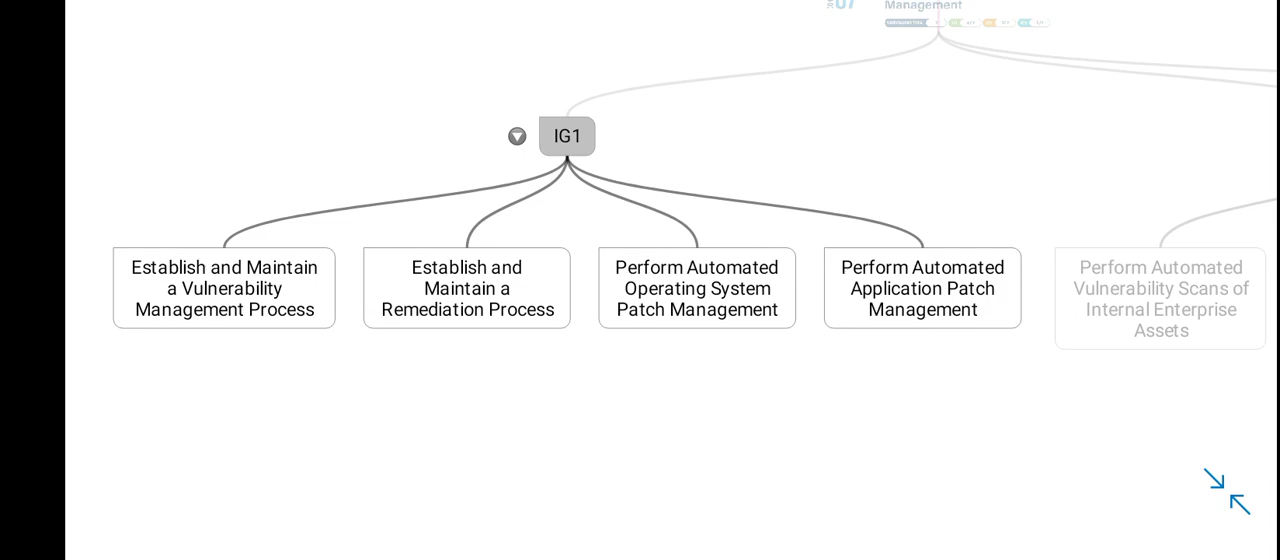 07
Management
IG1
Establish and Maintain
a Vulnerability
Management Process
Establish and
Maintain a
Remediation Process
Perform Automated
Operating System
Patch Management
Perform Automated
Application Patch
Management
Perform Automated
Vulnerability Scans of
Internal Enterprise
Assets